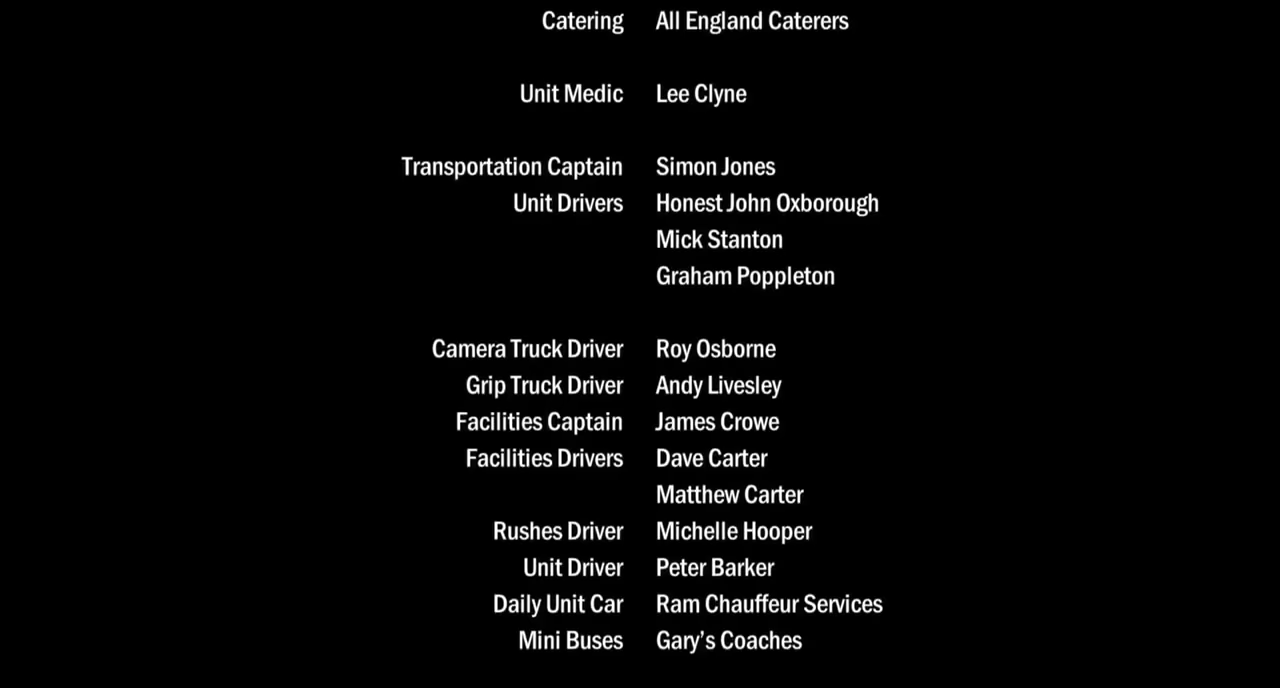 Catering All England Caterers
Unit Medic Lee Clyne
Transportation Captain Simon Jones
Unit Drivers Honest John Oxborough
Mick Stanton
Graham Poppleton
Camera Truck Driver Roy Osborne
Grip Truck Driver Andy Livesley
Facilities Captain James Crowe
Facilities Drivers Dave Carter
Matthew Carter
Rushes Driver Michelle Hooper
Unit Driver Peter Barker
Daily Unit Car Ram Chauffeur Services
Mini Buses Gary’s Coaches